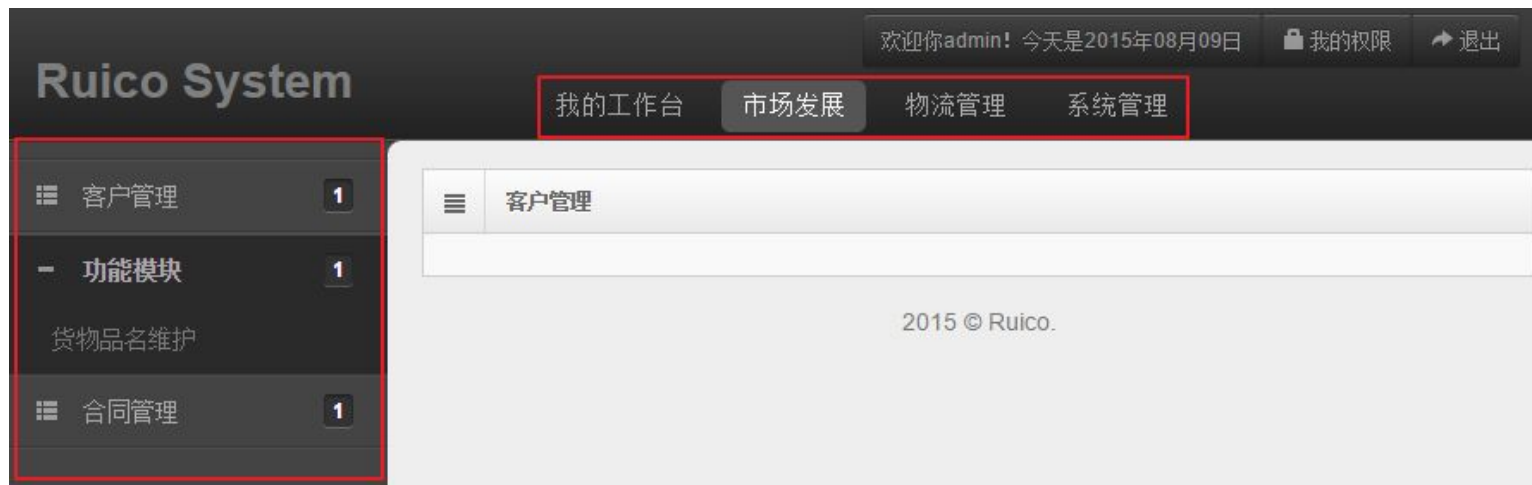 欢迎你admin! 今天是2015年08月09日 我的权限 退出
Ruico System
我的工作台 市场发展 物流管理 系统管理
客户管理 1
客户管理
功能模块 1
货物品名维护
2015 © Ruico.
合同管理 1